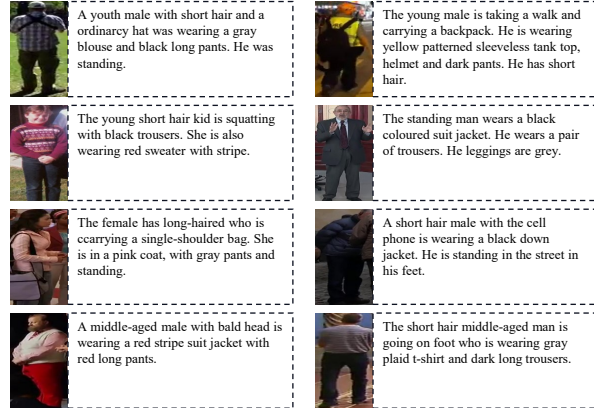 A youth male with short hair and a
ordinarcy hat was wearing a gray
blouse and black long pants. He was
standing.
The young male is taking a walk and
carrying a backpack. He is wearing
yellow patterned sleeveless tank top,
helmet and dark pants. He has short
hair.
The young short hair kid is squatting
with black trousers. She is also
wearing red sweater with stripe.
The standing man wears a black
coloured suit jacket. He wears a pair
of trousers. He leggings are grey.
The female has long-haired who is
ccarrying a single-shoulder bag. She
is in a pink coat, with gray pants and
standing.
A short hair male with the cell
phone is wearing a black down
jacket. He is standing in the street in
his feet.
A middle-aged male with bald head is
wearing a red stripe suit jacket with
red long pants.
The short hair middle-aged man is
going on foot who is wearing gray
plaid t-shirt and dark long trousers.